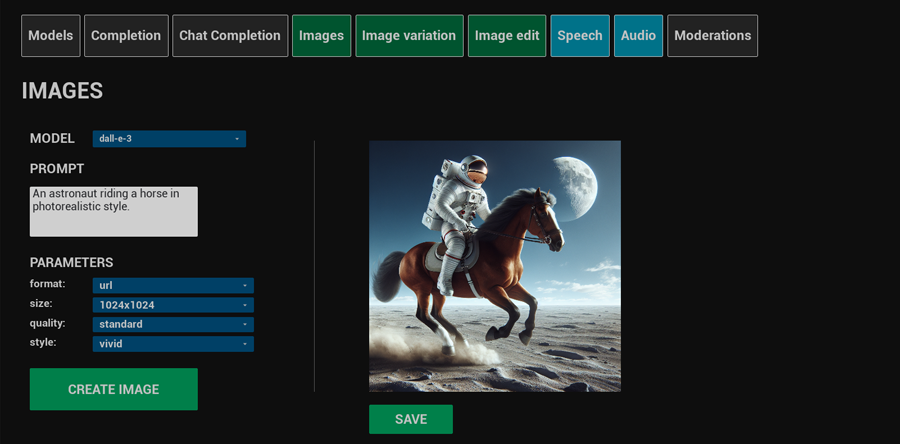 Models Completion Chat Completion Images Image variation Image edit Speech Audio Moderations
IMAGES
MODEL dall-e-3
PROMPT
An astronaut riding a horse in
photorealistic style.
PARAMETERS
format: url
size: 1024x1024
quality: standard
style: vivid
CREATE IMAGE
SAVE